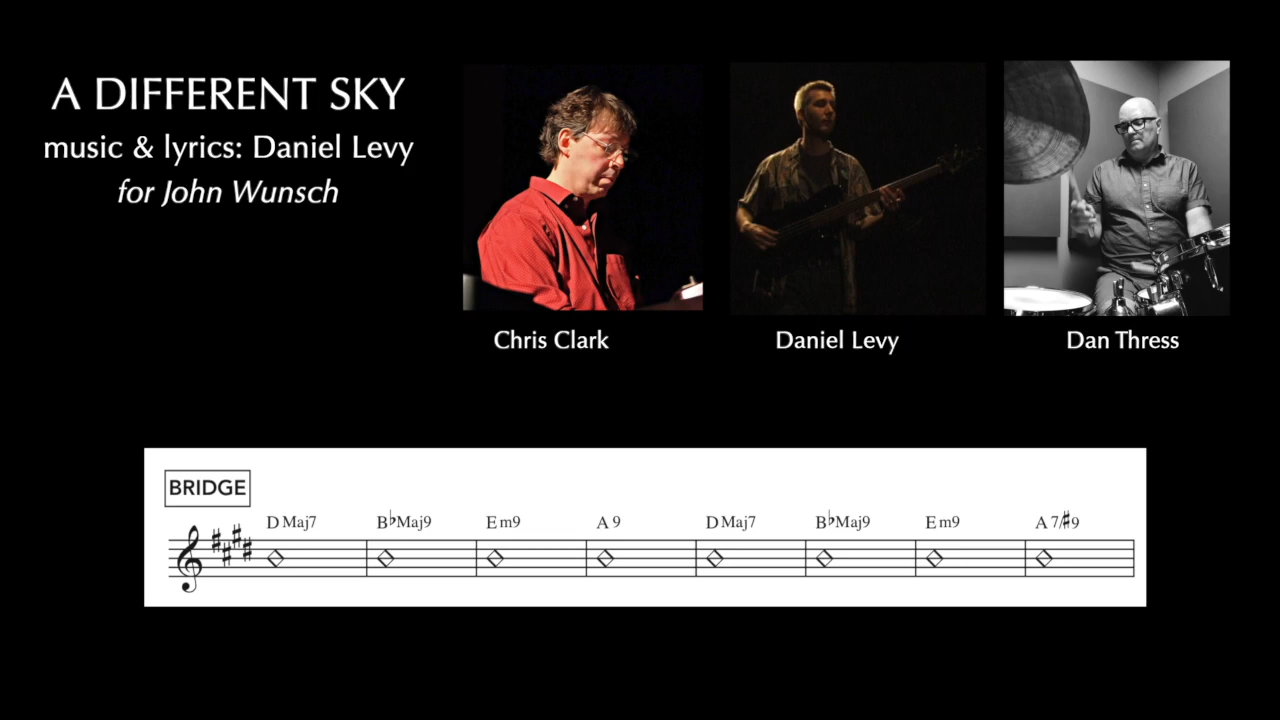 A DIFFERENT SKY
music & lyrics: Daniel Levy
for John Wunsch
Chris Clark
Daniel Levy
Dan Thress
BRIDGE
D Maj7 B♭Maj9 E m9 A 9 D Maj7 B♭Maj9 E m9 A 7/♯9